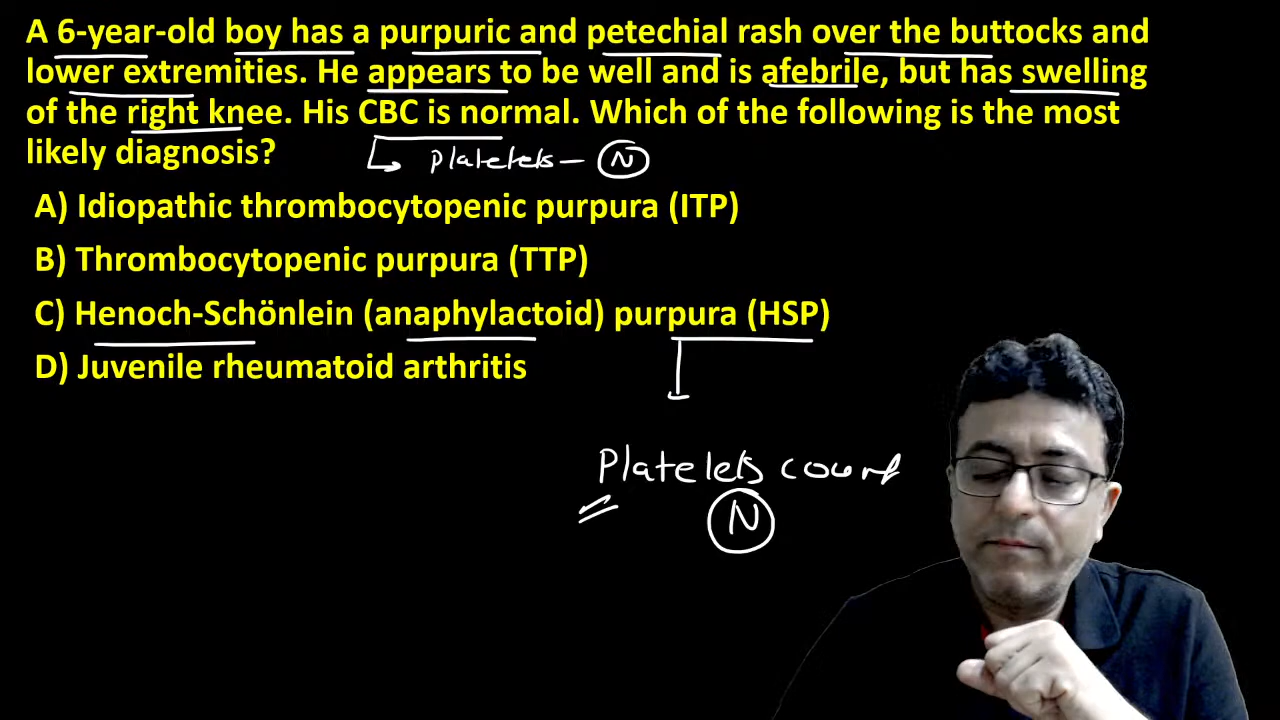 A 6-year-old boy has a purpuric and petechial rash over the buttocks and
lower extremities. He appears to be well and is afebrile, but has swelling
of the right knee. His CBC is normal. Which of the following is the most
likely diagnosis?
Platelets – N
A) Idiopathic thrombocytopenic purpura (ITP)
B) Thrombocytopenic purpura (TTP)
C) Henoch-Schönlein (anaphylactoid) purpura (HSP)
D) Juvenile rheumatoid arthritis
Platelets count
N